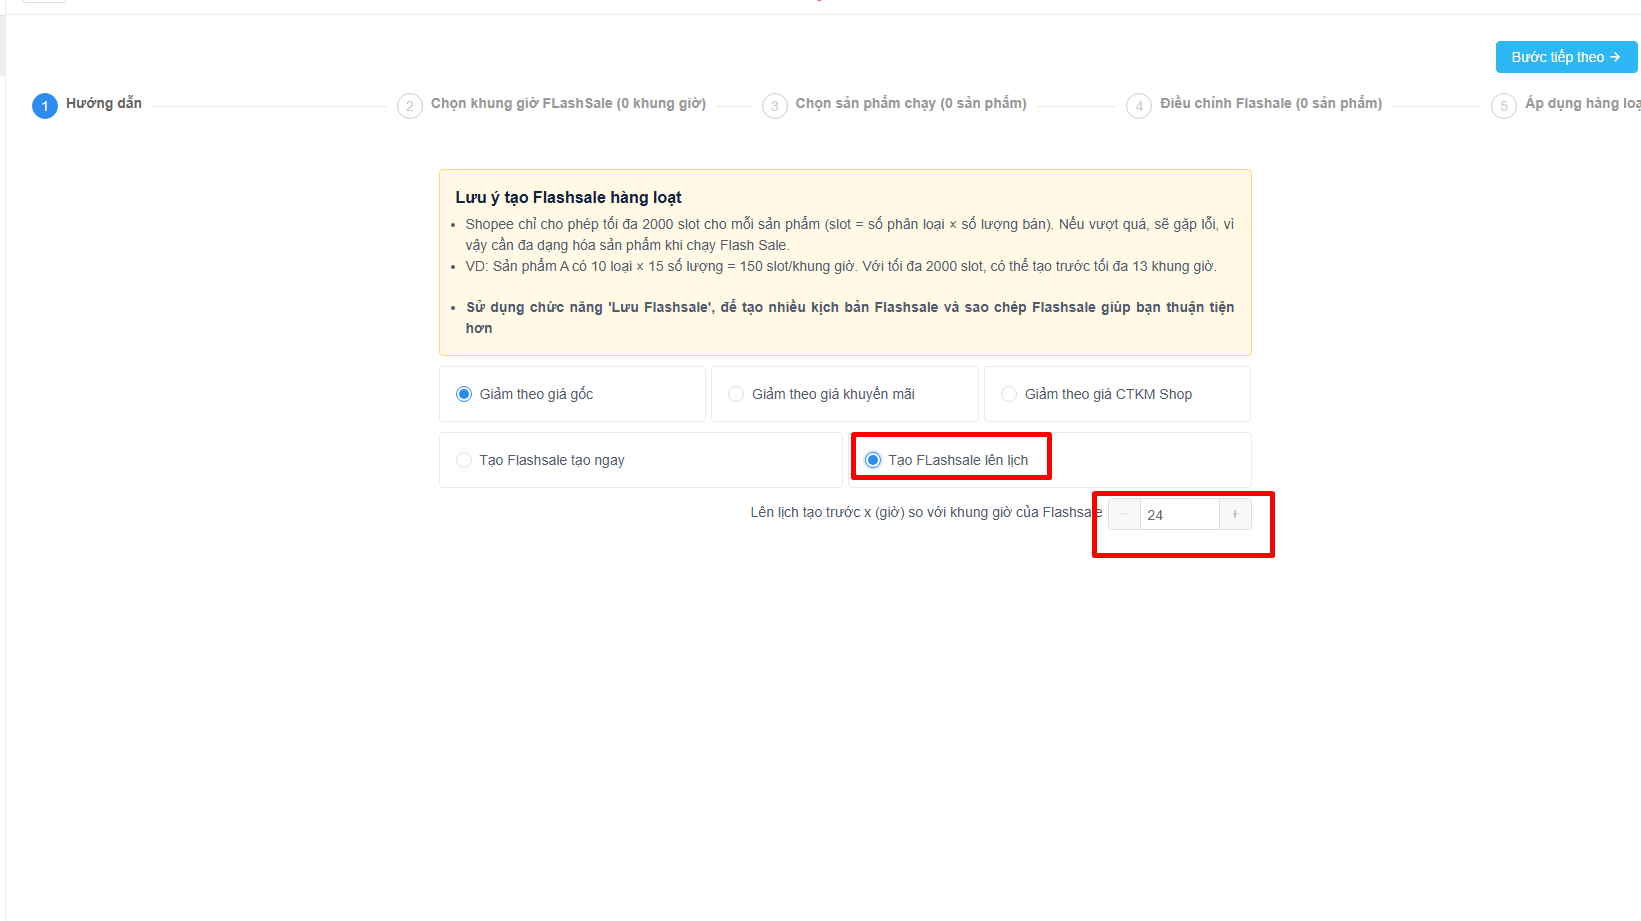 Bước tiếp theo →
1 Hướng dẫn
2 Chọn khung giờ FLashSale (0 khung giờ)
3 Chọn sản phẩm chạy (0 sản phẩm)
4 Điều chỉnh Flashale (0 sản phẩm)
5 Áp dụng hàng loạ
Lưu ý tạo Flashsale hàng loạt
• Shopee chỉ cho phép tối đa 2000 slot cho mỗi sản phẩm (slot = số phân loại × số lượng bán). Nếu vượt quá, sẽ gặp lỗi, vì
vậy cần đa dạng hóa sản phẩm khi chạy Flash Sale.
• VD: Sản phẩm A có 10 loại × 15 số lượng = 150 slot/khung giờ. Với tối đa 2000 slot, có thể tạo trước tối đa 13 khung giờ.
• Sử dụng chức năng 'Lưu Flashsale', để tạo nhiều kịch bản Flashsale và sao chép Flashsale giúp bạn thuận tiện
hơn
Giảm theo giá gốc
Giảm theo giá khuyến mãi
Giảm theo giá CTKM Shop
Tạo Flashsale tạo ngay
Tạo FLashsale lên lịch
Lên lịch tạo trước x (giờ) so với khung giờ của Flashsale
− 24 +